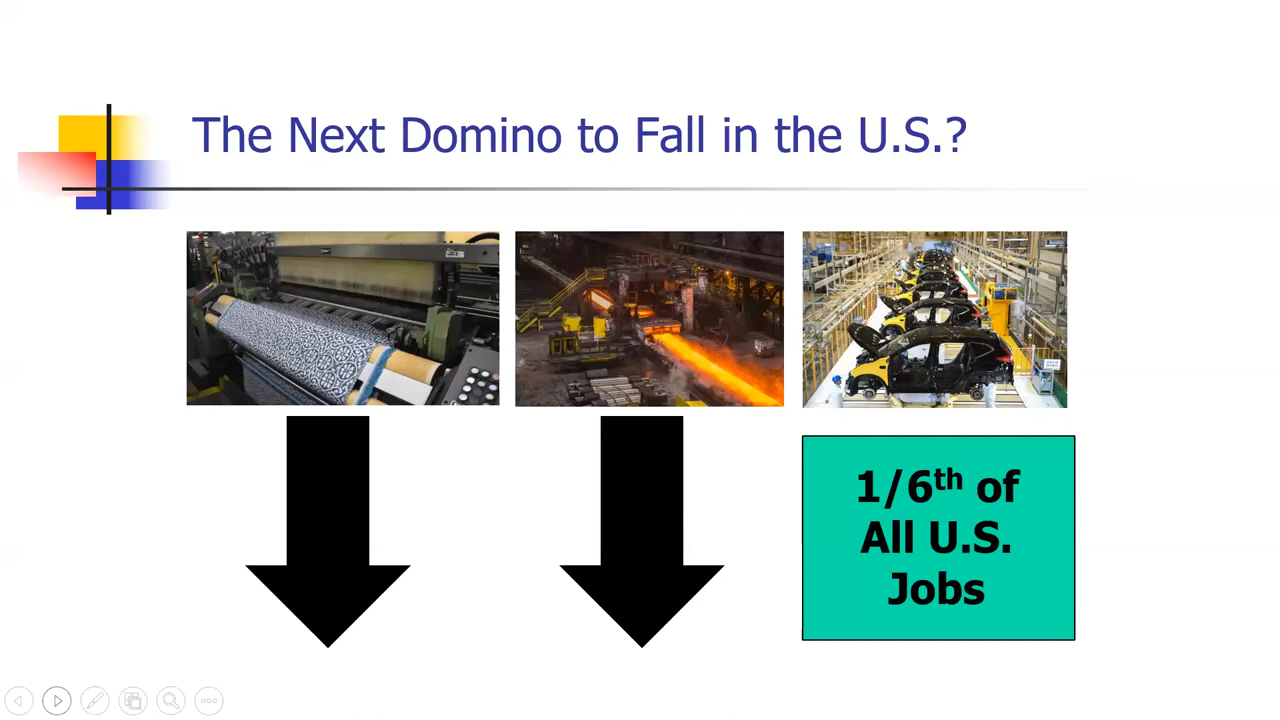 The Next Domino to Fall in the U.S.?
1/6th of
All U.S.
Jobs